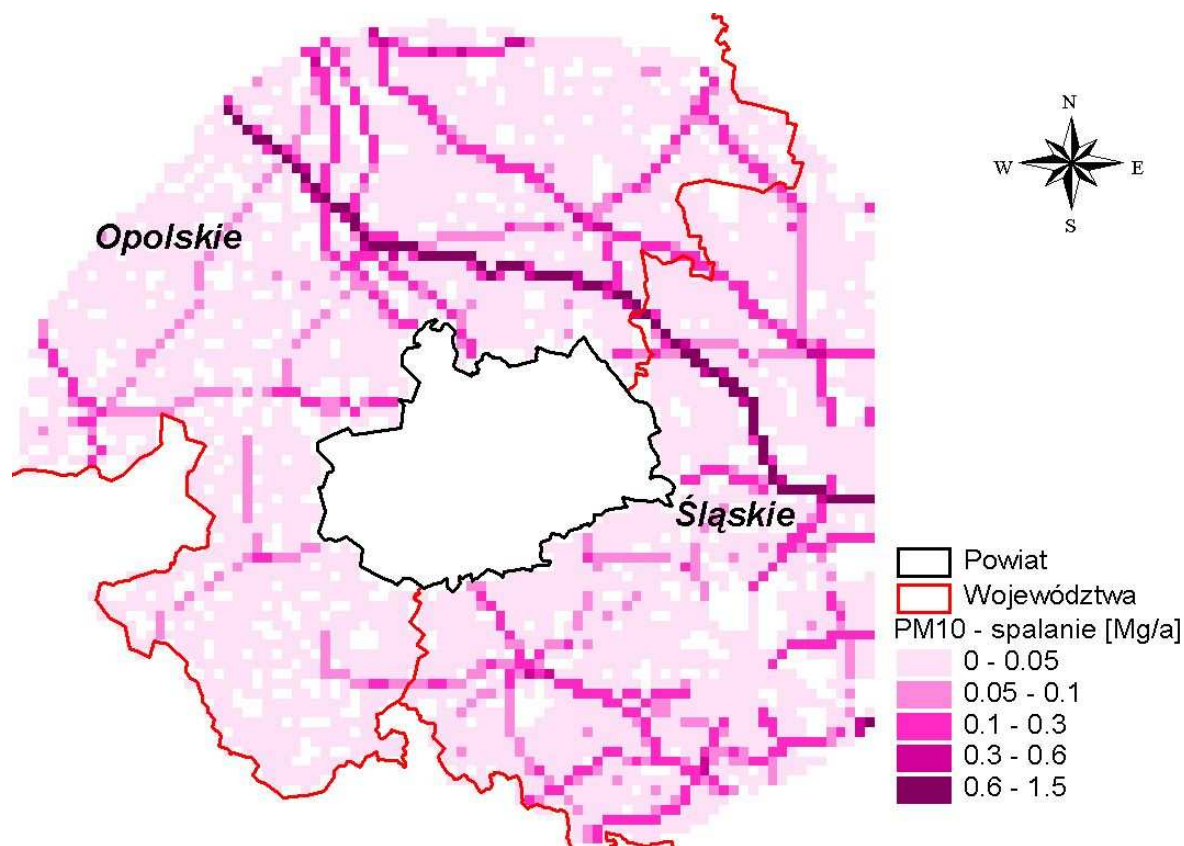 N
W
E
S
Opolskie
Śląskie
Powiat
Województwa
PM10 - spalanie [Mg/a]
0 - 0.05
0.05 - 0.1
0.1 - 0.3
0.3 - 0.6
0.6 - 1.5